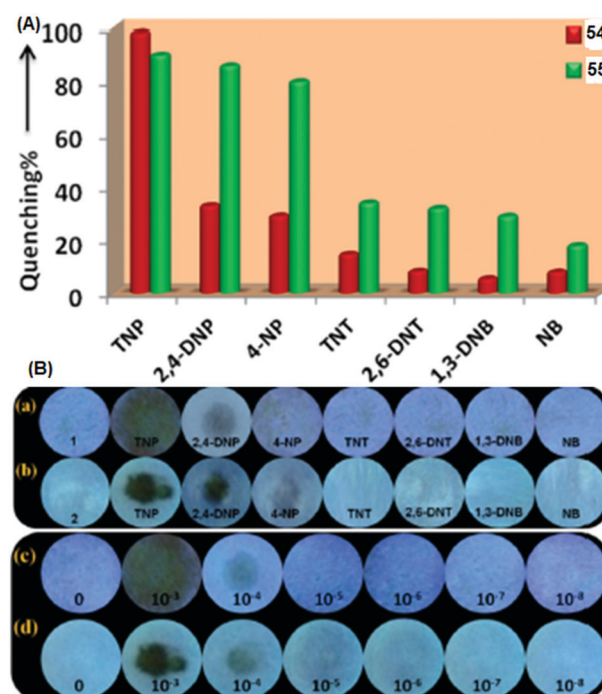 (A)
100
80
60
40
20
0
Quenching%
54
55
TNP 2,4-DNP 4-NP TNT 2,6-DNT 1,3-DNB NB
(B)
(a)
1 TNP 2,4-DNP 4-NP TNT 2,6-DNT 1,3-DNB NB
(b)
2 TNP 2,4-DNP 4-NP TNT 2,6-DNT 1,3-DNB NB
(c)
0 10⁻³ 10⁻⁴ 10⁻⁵ 10⁻⁶ 10⁻⁷ 10⁻⁸
(d)
0 10⁻³ 10⁻⁴ 10⁻⁵ 10⁻⁶ 10⁻⁷ 10⁻⁸